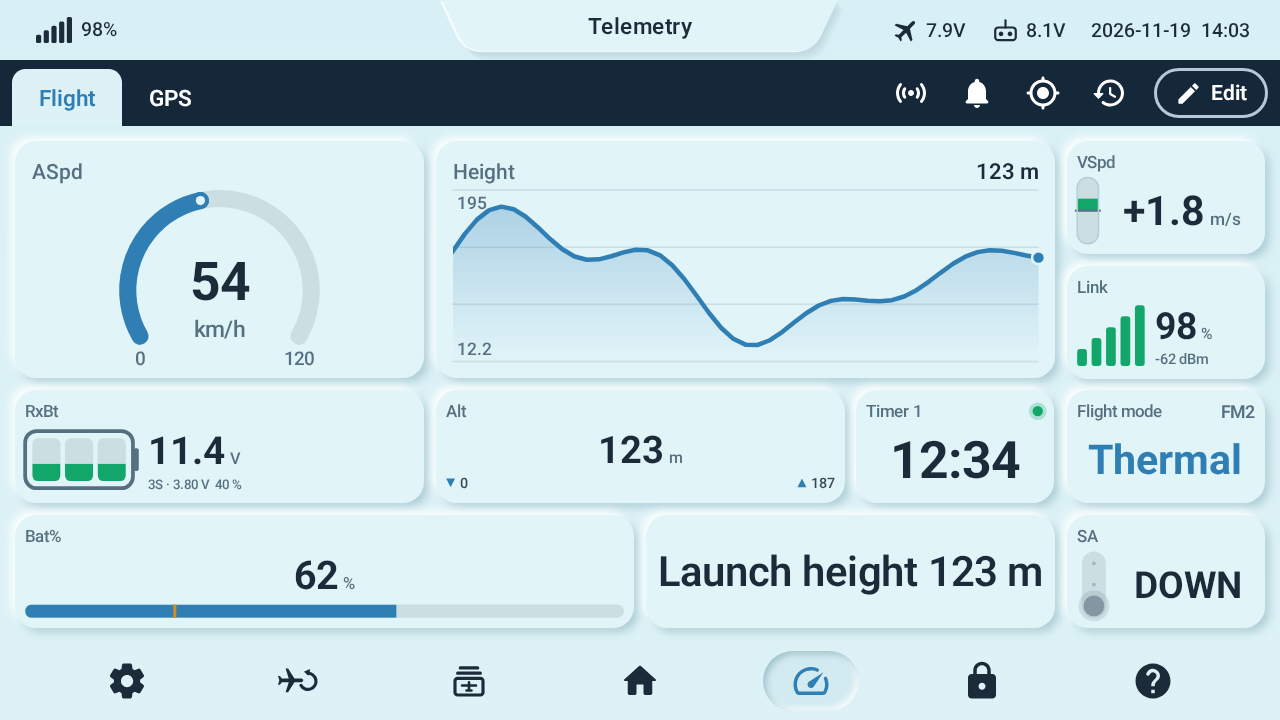 98%
Telemetry
7.9V
8.1V
2026-11-19 14:03
Flight
GPS
Edit
ASpd
54
km/h
0
120
Height
123 m
195
12.2
VSpd
+1.8 m/s
Link
98 %
-62 dBm
RxBt
11.4 V
3S · 3.80 V 40 %
Alt
123 m
▼ 0
▲ 187
Timer 1
12:34
Flight mode
FM2
Thermal
Bat%
62 %
Launch height 123 m
SA
DOWN